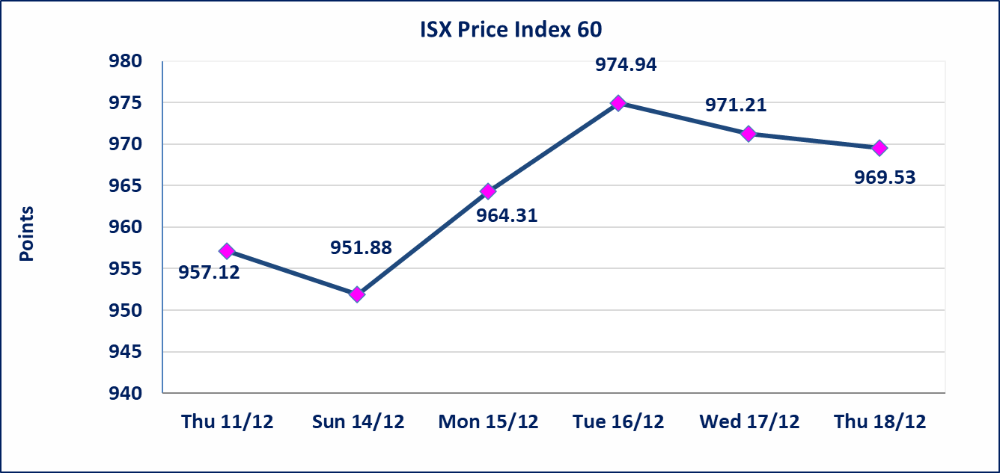 ISX Price Index 60
Points
980
975
970
965
960
955
950
945
940
957.12
951.88
964.31
974.94
971.21
969.53
Thu 11/12
Sun 14/12
Mon 15/12
Tue 16/12
Wed 17/12
Thu 18/12